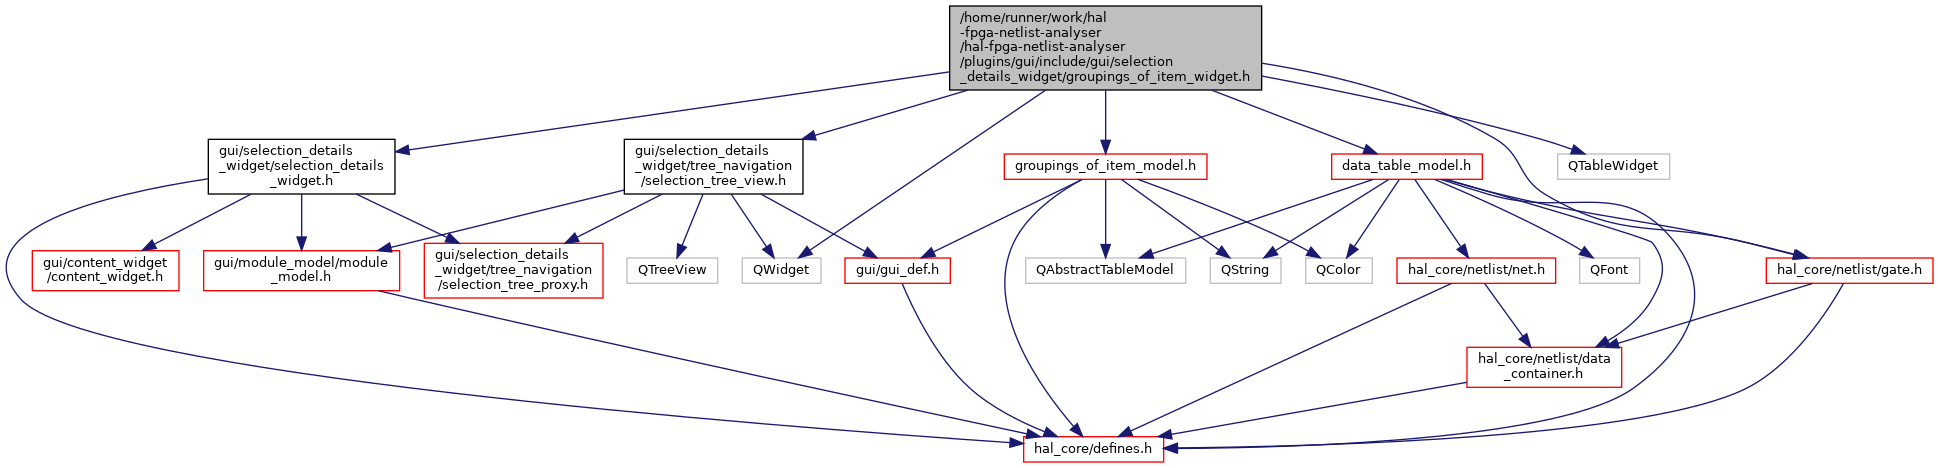 /home/runner/work/hal
-fpga-netlist-analyser
/hal-fpga-netlist-analyser
/plugins/gui/include/gui/selection
_details_widget/groupings_of_item_widget.h
gui/selection_details
_widget/selection_details
_widget.h
gui/selection_details
_widget/tree_navigation
/selection_tree_view.h
groupings_of_item_model.h
data_table_model.h
QTableWidget
gui/content_widget
/content_widget.h
gui/module_model/module
_model.h
gui/selection_details
_widget/tree_navigation
/selection_tree_proxy.h
QTreeView
QWidget
gui/gui_def.h
QAbstractTableModel
QString
QColor
hal_core/netlist/net.h
QFont
hal_core/netlist/gate.h
hal_core/netlist/data
_container.h
hal_core/defines.h